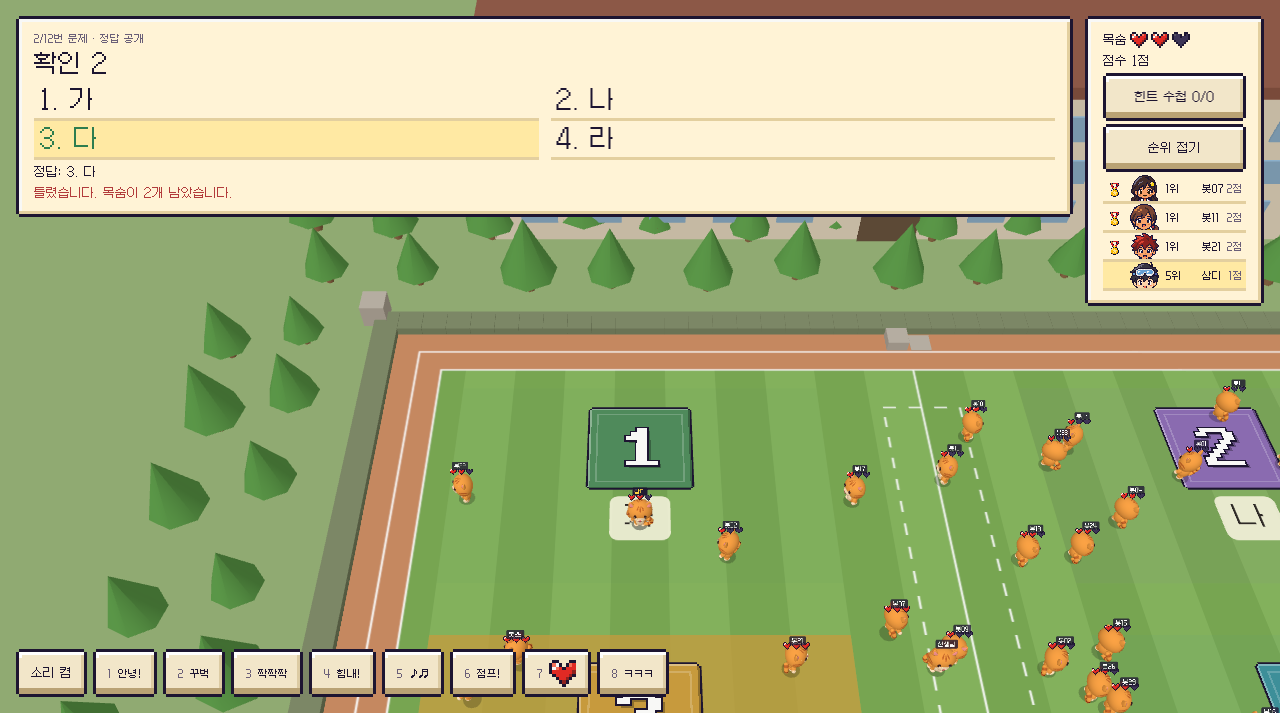 2/12번 문제 · 정답 공개
확인 2
1. 가
2. 나
3. 다
4. 라
정답: 3. 다
틀렸습니다. 목숨이 2개 남았습니다.
목숨
점수 1점
힌트 수첩 0/0
순위 접기
1위 봇07 2점
1위 봇11 2점
1위 봇21 2점
5위 삼디 1점
1
2
나
선생님
소리 켬
1 안녕!
2 꾸벅
3 짝짝짝
4 힘내!
5 ♪♬
6 점프!
7
8 ㅋㅋㅋ